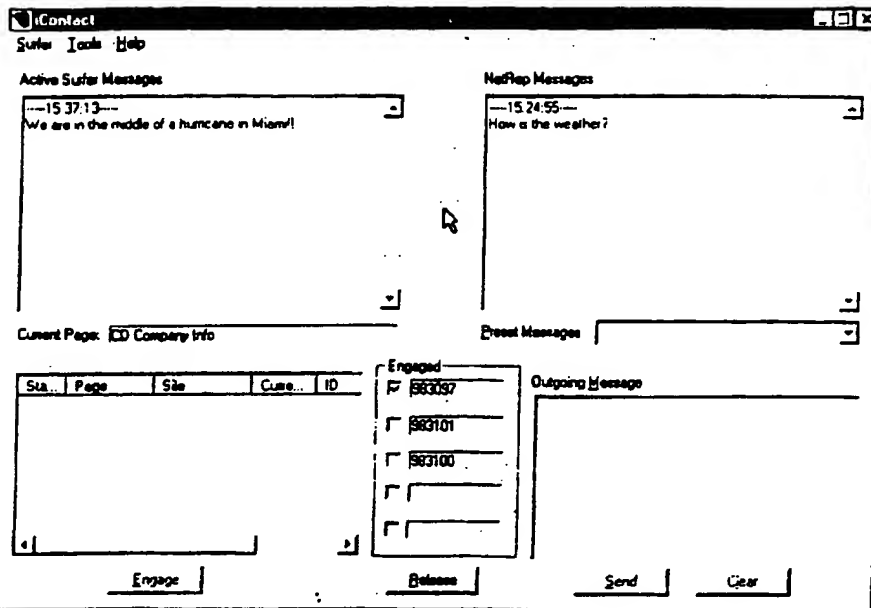 iContact
Surfer Tools Help
Active Surfer Messages
----15:37:13----
We are in the middle of a hurricane in Miami!!
NetRep Messages
----15:24:55----
How is the weather?
Current Page: CD Company Info
Preset Messages
Sta... Page Site Curre... ID
Engaged
983097
983101
983100
Outgoing Message
Engage
Release
Send
Clear